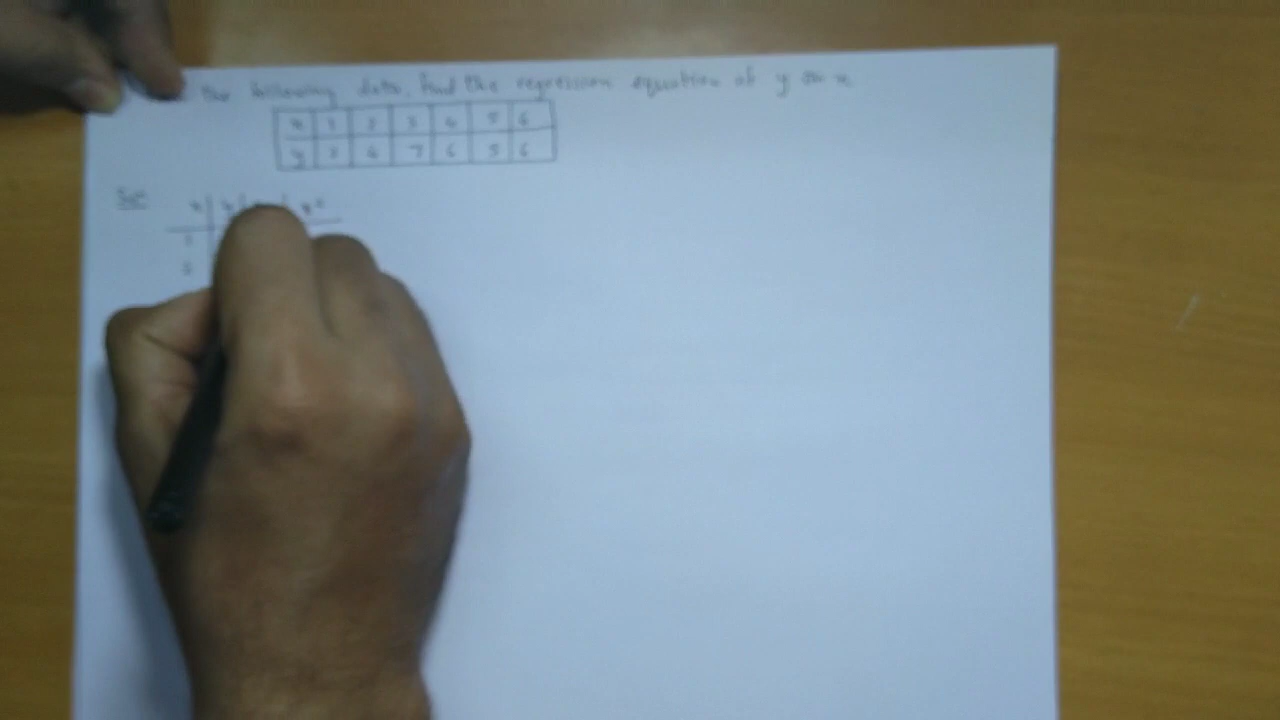 the following data, find the regression equation of y on x
x 1 2 3 4 5 6
y 4 7 6 5 6
Sol
x y x²
1
2